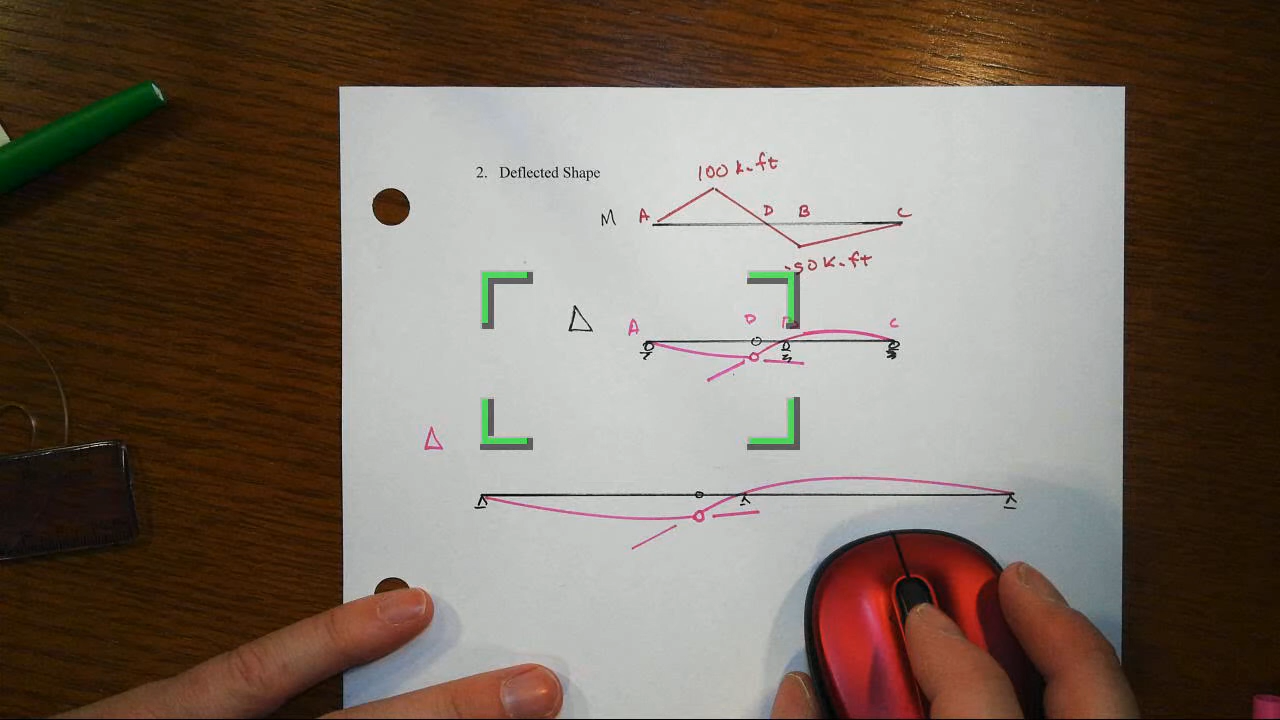 2. Deflected Shape
100 k.ft
M A D B C
-50 k.ft
Δ A D B C
Δ